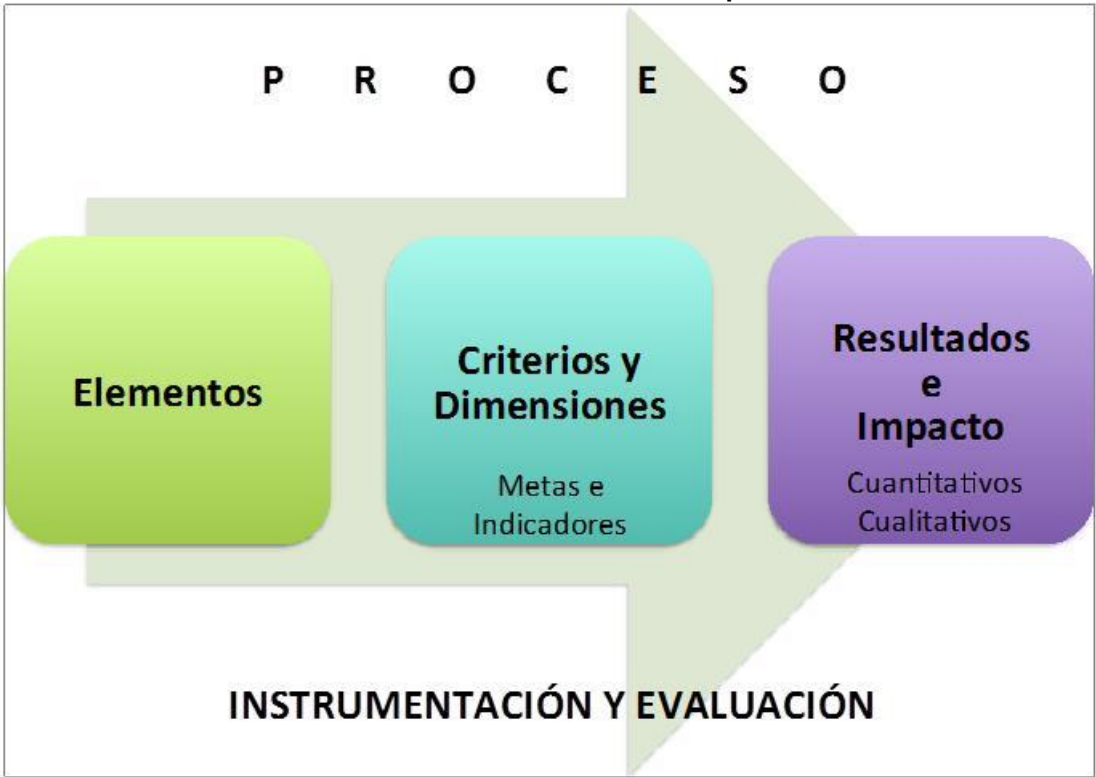 P R O C E S O
Elementos
Criterios y
Dimensiones
Metas e
Indicadores
Resultados
e
Impacto
Cuantitativos
Cualitativos
INSTRUMENTACIÓN Y EVALUACIÓN